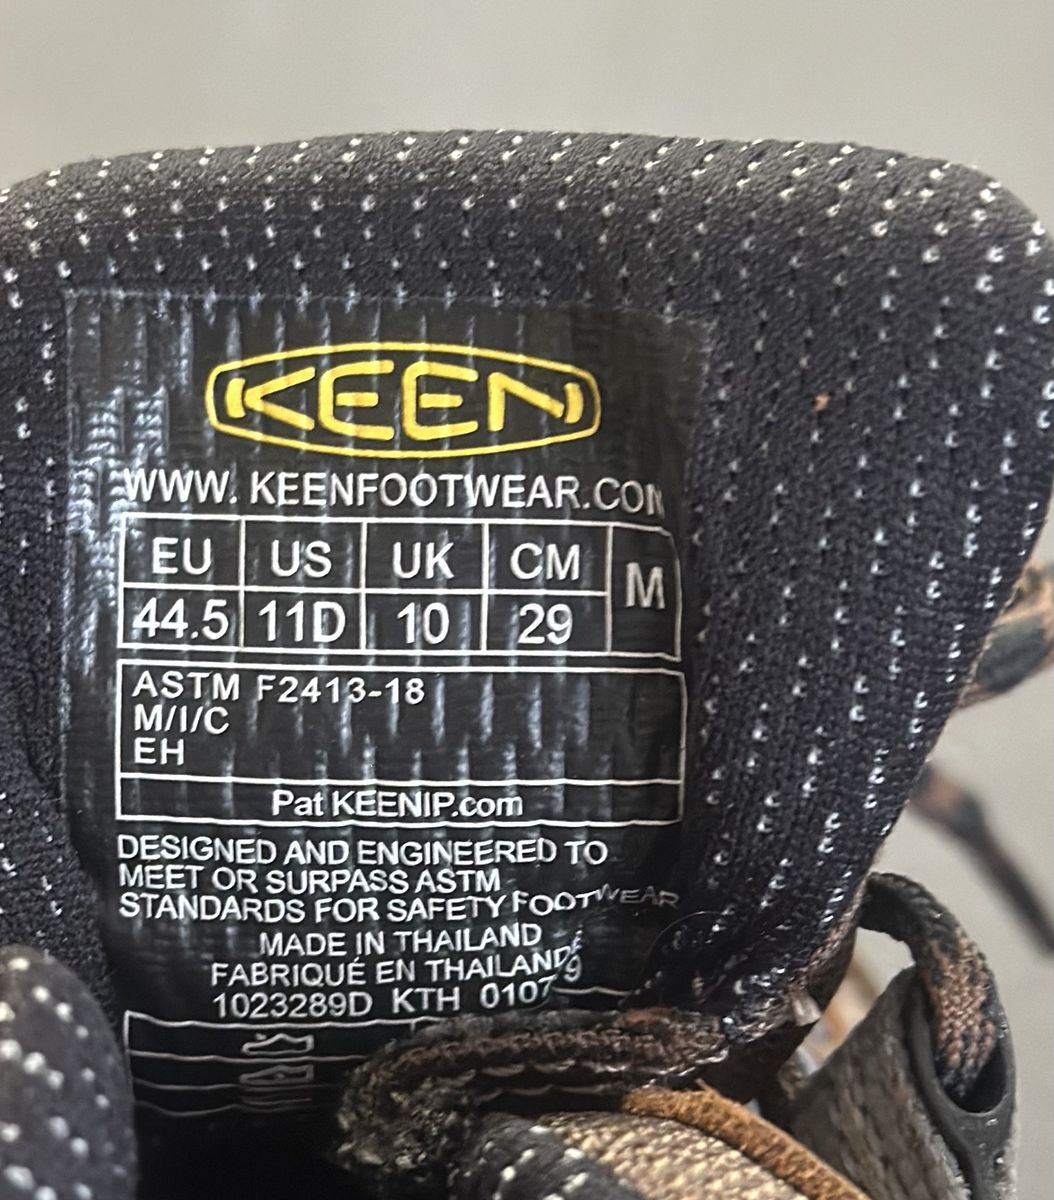 KEEN
WWW. KEENFOOTWEAR.COM
EU US UK CM M
44.5 11D 10 29
ASTM F2413-18
M/I/C
EH
Pat KEENIP.com
DESIGNED AND ENGINEERED TO
MEET OR SURPASS ASTM
STANDARDS FOR SAFETY FOOTWEAR
MADE IN THAILAND
FABRIQUÉ EN THAILANDE
1023289D KTH